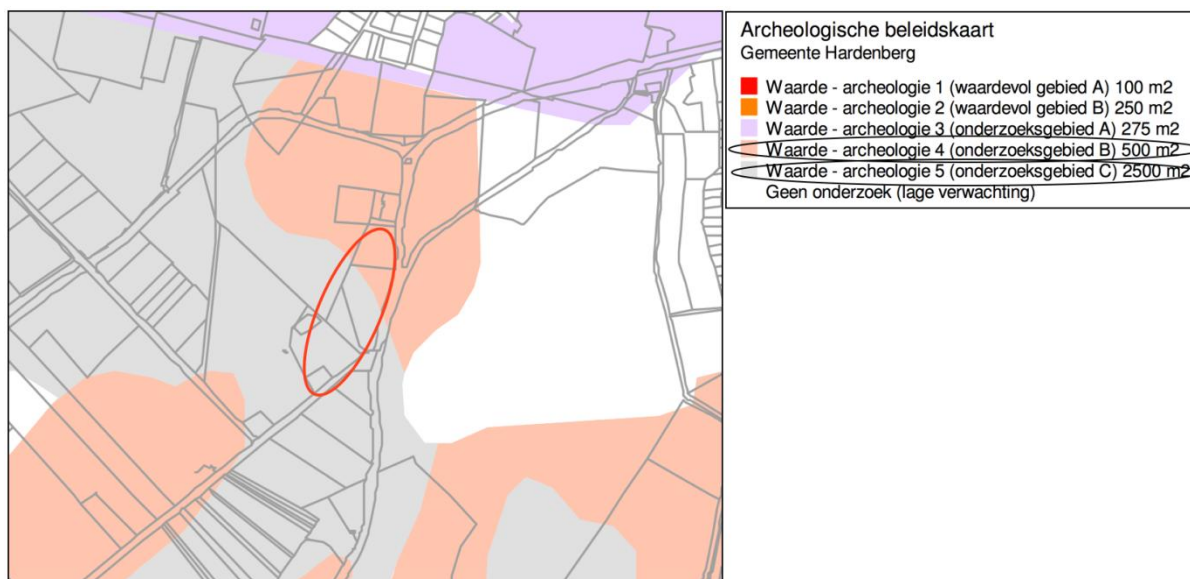 Archeologische beleidskaart
Gemeente Hardenberg
Waarde - archeologie 1 (waardevol gebied A) 100 m2
Waarde - archeologie 2 (waardevol gebied B) 250 m2
Waarde - archeologie 3 (onderzoeksgebied A) 275 m2
Waarde - archeologie 4 (onderzoeksgebied B) 500 m2
Waarde - archeologie 5 (onderzoeksgebied C) 2500 m2
Geen onderzoek (lage verwachting)